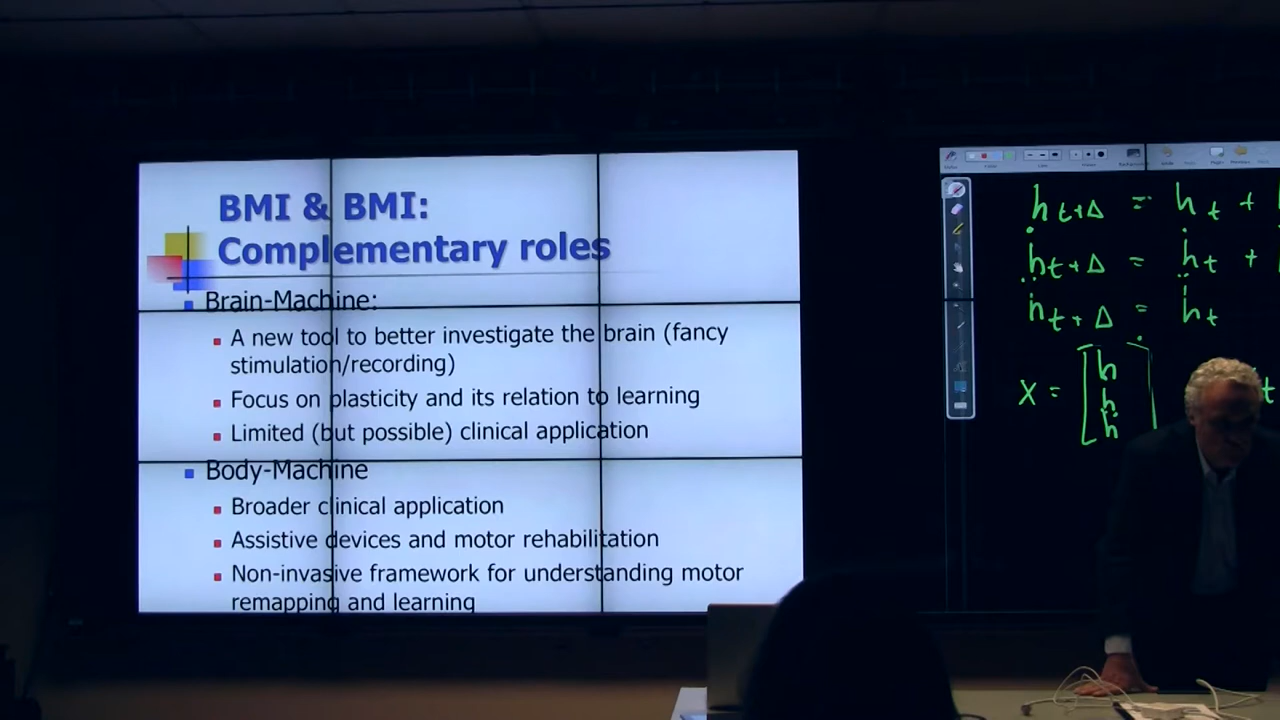 BMI & BMI:
Complementary roles
Brain-Machine:
A new tool to better investigate the brain (fancy
stimulation/recording)
Focus on plasticity and its relation to learning
Limited (but possible) clinical application
Body-Machine
Broader clinical application
Assistive devices and motor rehabilitation
Non-invasive framework for understanding motor
remapping and learning
h t+Δ = h t +
ḣ t+Δ = ḣ t +
ḧ t+Δ = ḧ t
X = [h
ḣ
ḧ]